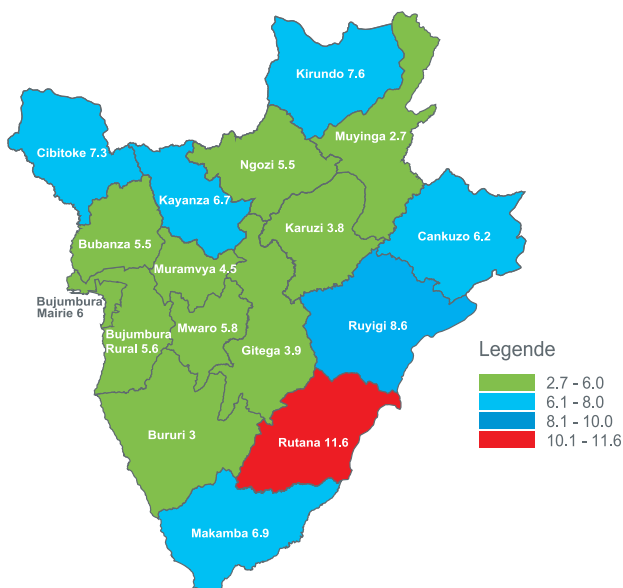 Kirundo 7.6
Muyinga 2.7
Cibitoke 7.3
Ngozi 5.5
Kayanza 6.7
Karuzi 3.8
Cankuzo 6.2
Bubanza 5.5
Muramvya 4.5
Bujumbura
Mairie 6
Bujumbura
Rural 5.6
Mwaro 5.8
Gitega 3.9
Ruyigi 8.6
Bururi 3
Rutana 11.6
Makamba 6.9
Legende
2.7 - 6.0
6.1 - 8.0
8.1 - 10.0
10.1 - 11.6